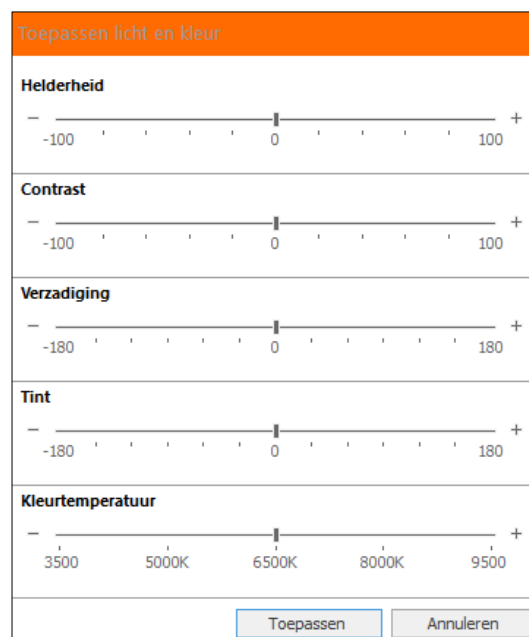 Toepassen licht en kleur
Helderheid
− +
-100 0 100
Contrast
− +
-100 0 100
Verzadiging
− +
-180 0 180
Tint
− +
-180 0 180
Kleurtemperatuur
− +
3500 5000K 6500K 8000K 9500
Toepassen Annuleren